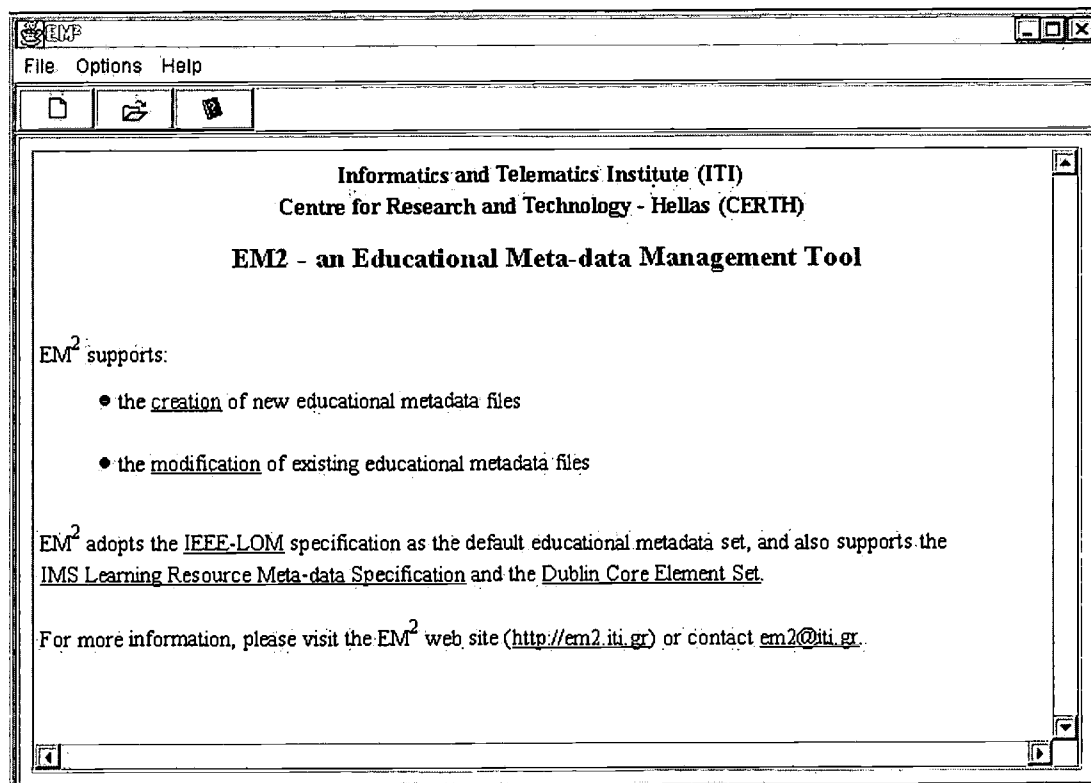 EM²
File Options Help
Informatics and Telematics Institute (ITI)
Centre for Research and Technology - Hellas (CERTH)
EM2 - an Educational Meta-data Management Tool
EM² supports:
• the creation of new educational metadata files
• the modification of existing educational metadata files
EM² adopts the IEEE-LOM specification as the default educational metadata set, and also supports the
IMS Learning Resource Meta-data Specification and the Dublin Core Element Set.
For more information, please visit the EM² web site (http://em2.iti.gr) or contact em2@iti.gr.